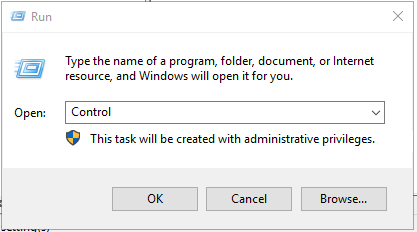 Run
Type the name of a program, folder, document, or Internet
resource, and Windows will open it for you.
Open: Control
This task will be created with administrative privileges.
OK Cancel Browse...
setting(s)